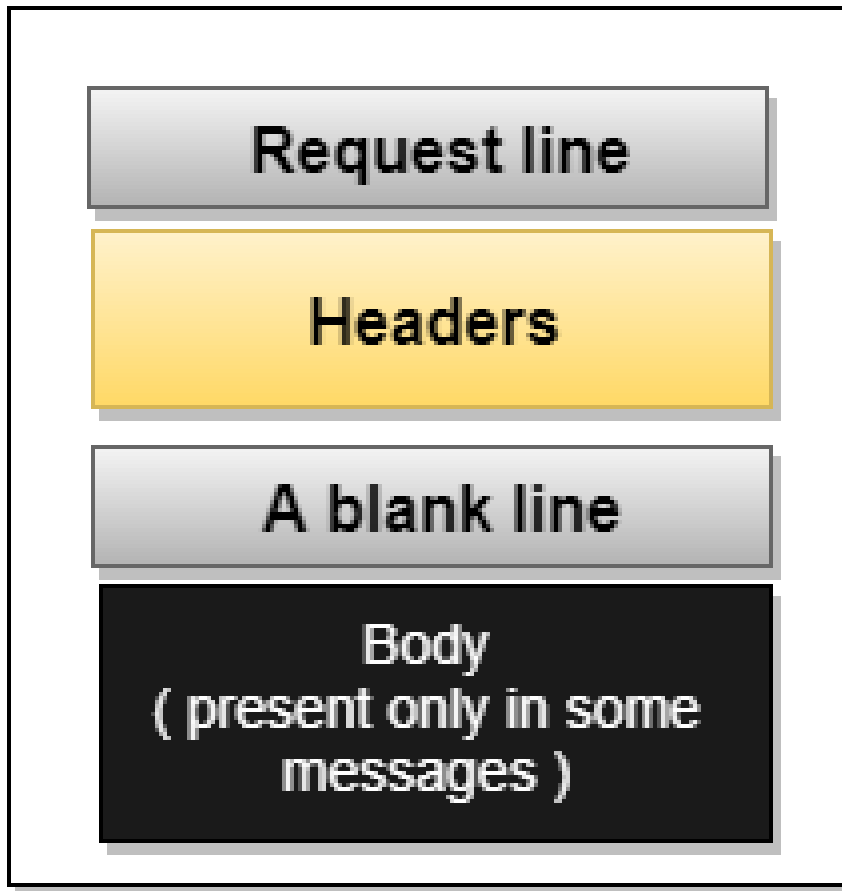 Request line
Headers
A blank line
Body
( present only in some
messages )